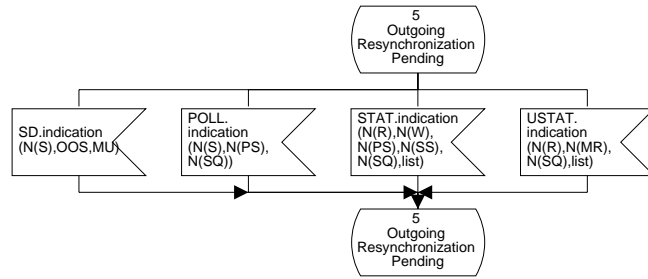 5
Outgoing
Resynchronization
Pending
SD.indication
(N(S),OOS,MU)
POLL.
indication
(N(S),N(PS),
N(SQ))
STAT.indication
(N(R),N(W),
N(PS),N(SS),
N(SQ),list)
USTAT.
indication
(N(R),N(MR),
N(SQ),list)
5
Outgoing
Resynchronization
Pending